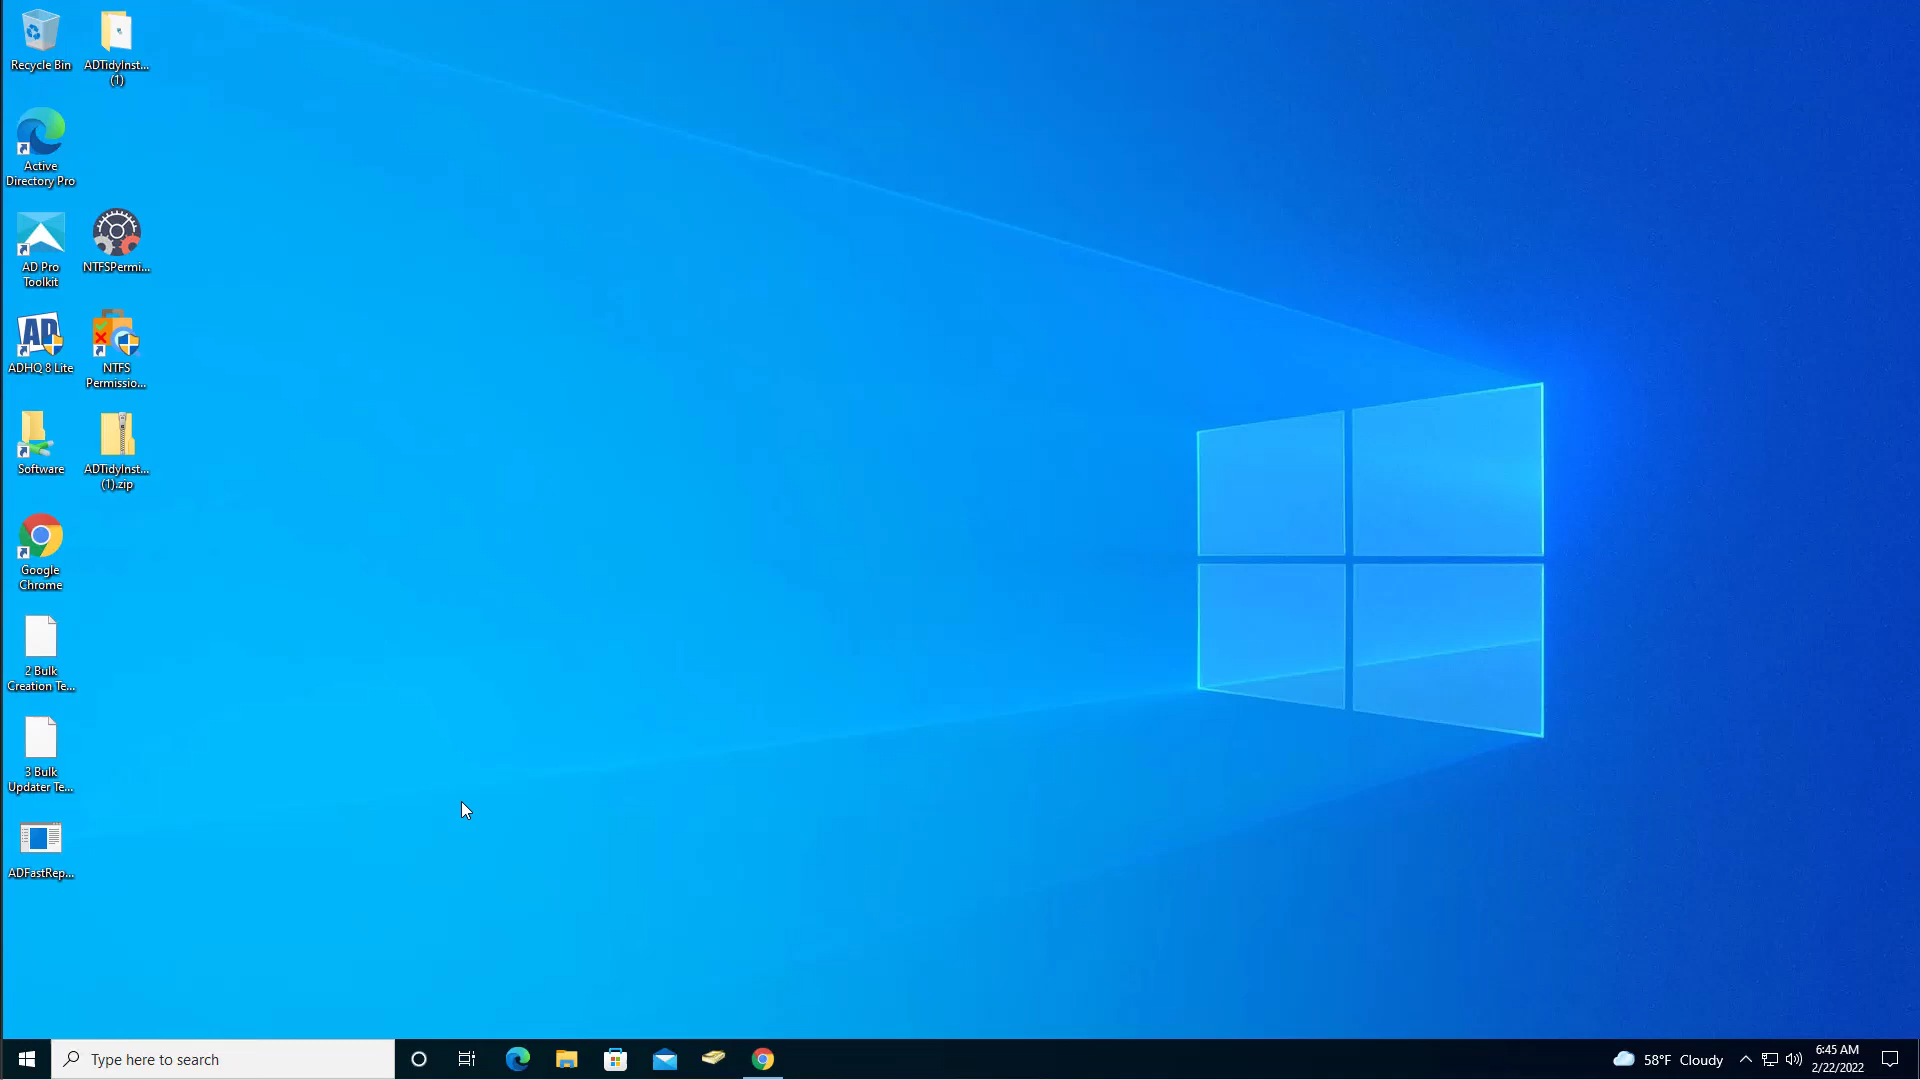 Recycle Bin
ADTidyInst...
(1)
Active
Directory Pro
AD Pro
Toolkit
NTFSPermi...
ADHQ 8 Lite
NTFS
Permissio...
Software
ADTidyInst...
(1).zip
Google
Chrome
2 Bulk
Creation Te...
3 Bulk
Updater Te...
ADFastRep...
Type here to search
58°F Cloudy
6:45 AM
2/22/2022